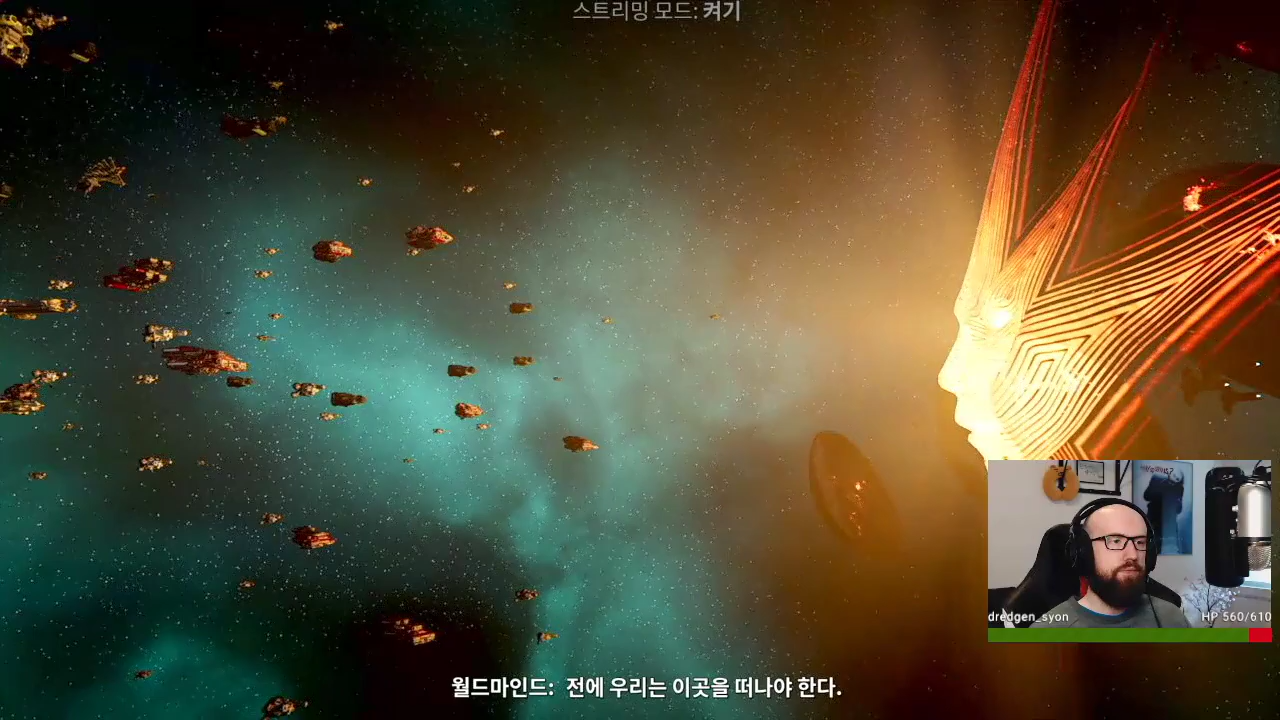 스트리밍 모드: 켜기
dredgen_syon
HP 560/610
월드마인드: 전에 우리는 이곳을 떠나야 한다.